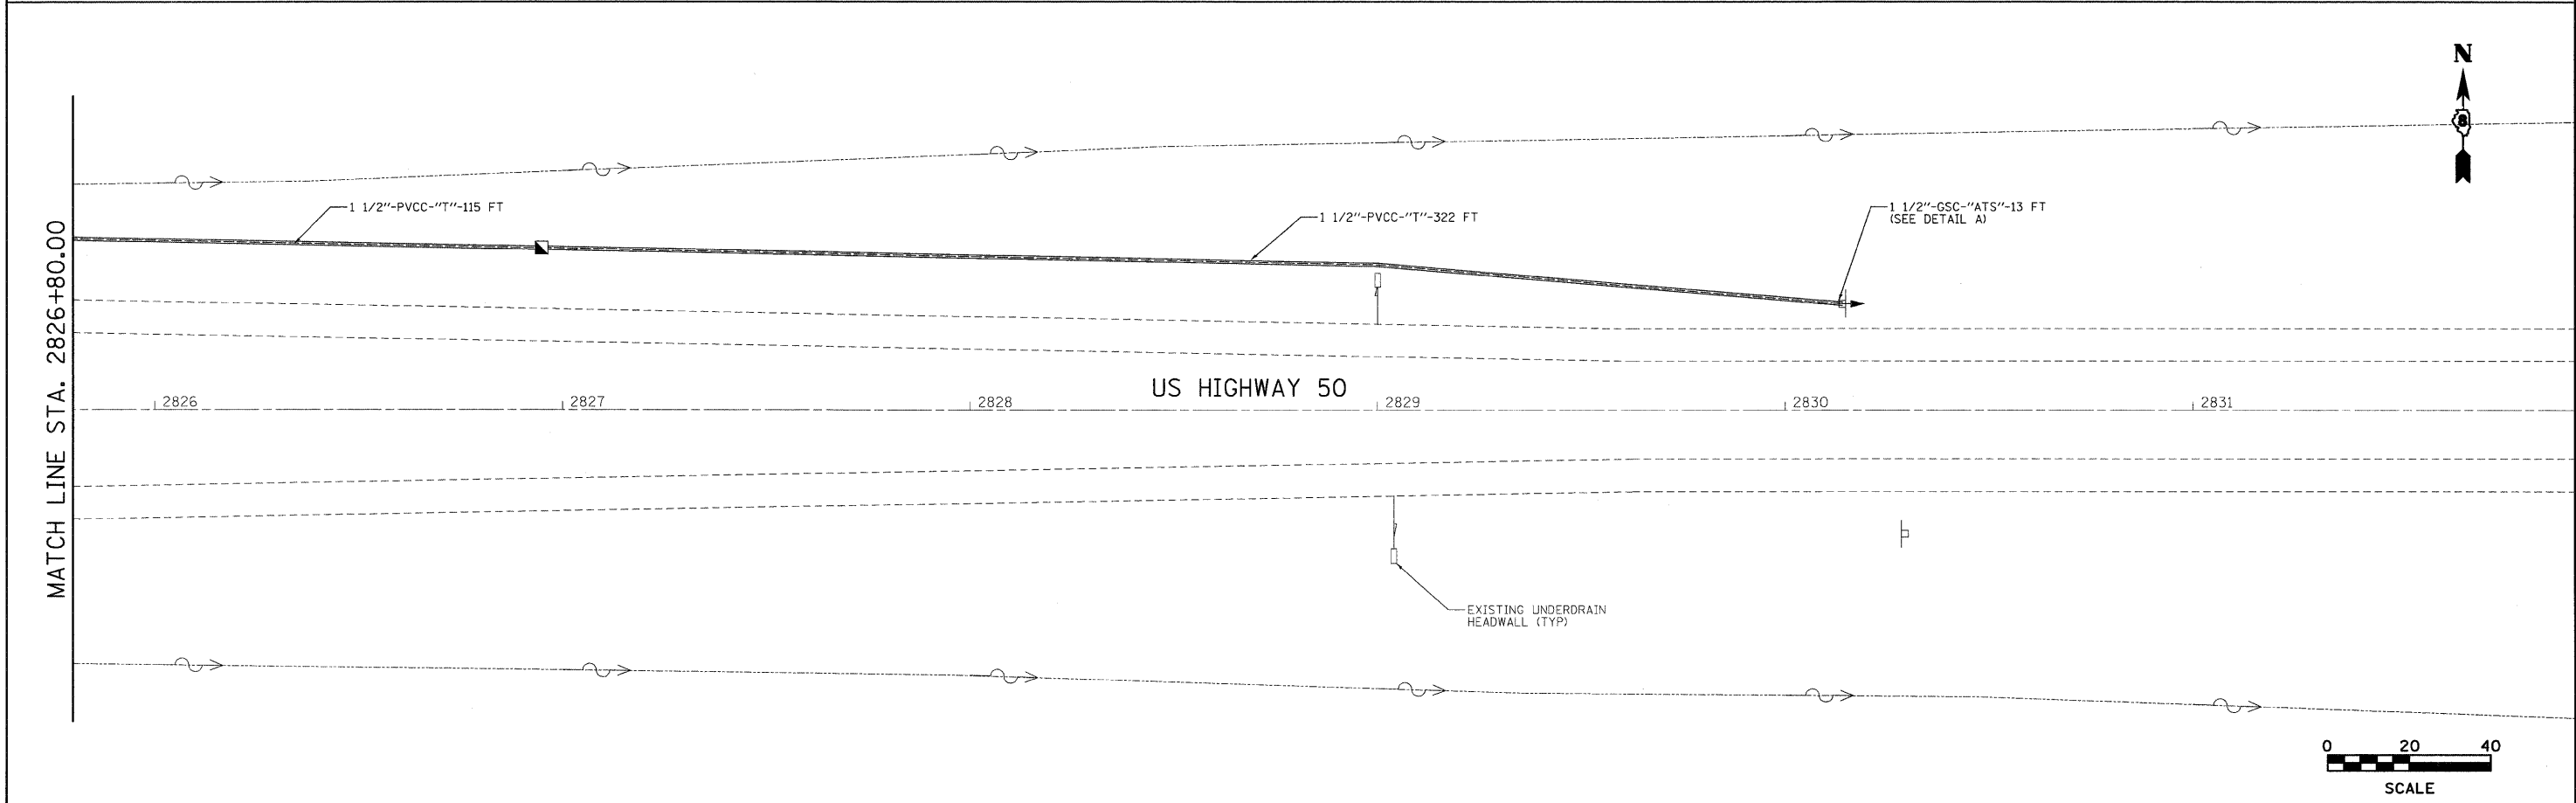 N
8
1 1/2"-PVCC-"T"-115 FT
1 1/2"-PVCC-"T"-322 FT
1 1/2"-GSC-"ATS"-13 FT
(SEE DETAIL A)
MATCH LINE STA. 2826+80.00
US HIGHWAY 50
2826
2827
2828
2829
2830
2831
EXISTING UNDERDRAIN
HEADWALL (TYP)
0 20 40
SCALE